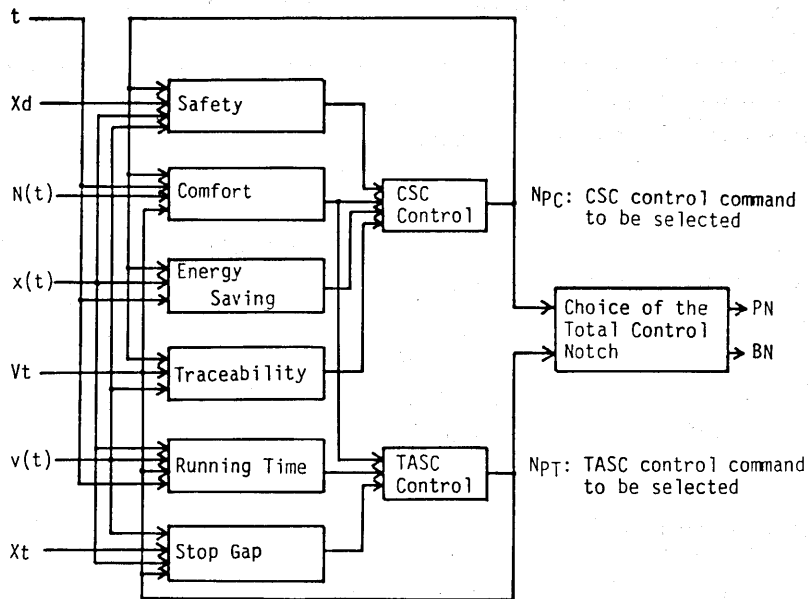 t
Xd
Safety
N(t)
Comfort
CSC
Control
NPC: CSC control command
to be selected
x(t)
Energy
Saving
Choice of the
Total Control
Notch
PN
BN
Vt
Traceability
v(t)
Running Time
TASC
Control
NPT: TASC control command
to be selected
Xt
Stop Gap